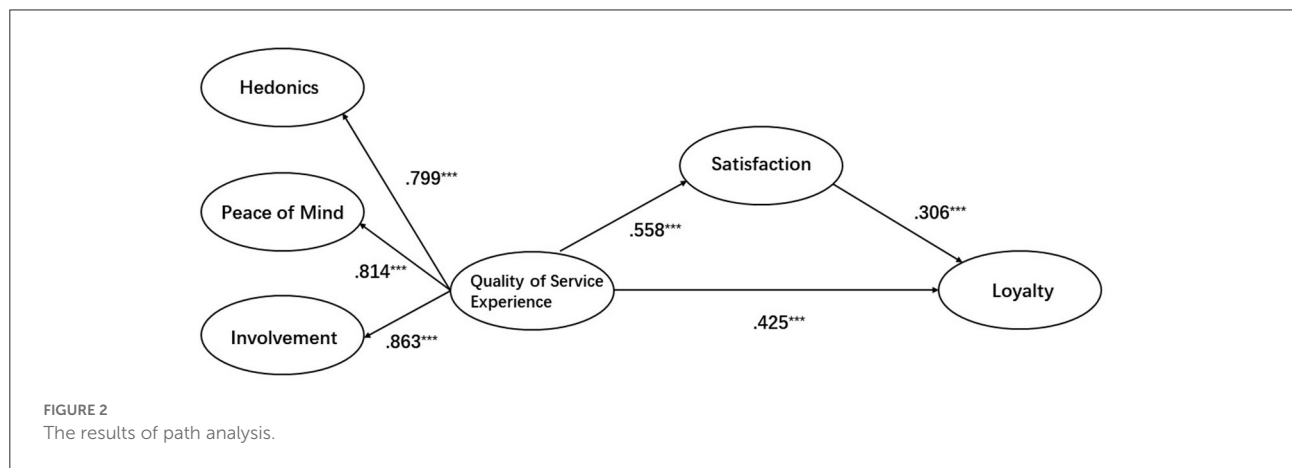 Hedonics
Satisfaction
.799***
Peace of Mind
.306***
.558***
.814***
Quality of Service
Experience
Loyalty
.425***
Involvement
.863***
FIGURE 2
The results of path analysis.